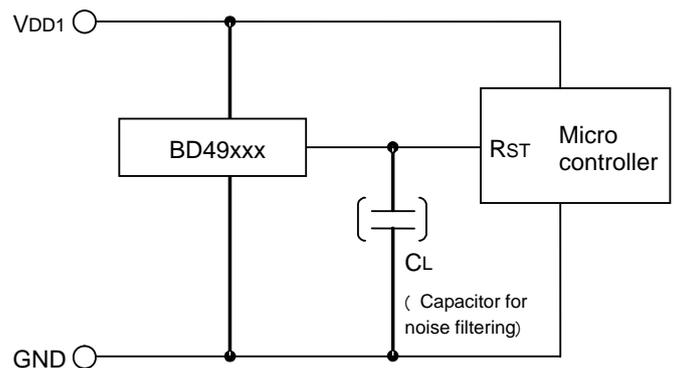 VDD1
BD49xxx
RST
Micro
controller
CL
( Capacitor for
noise filtering)
GND